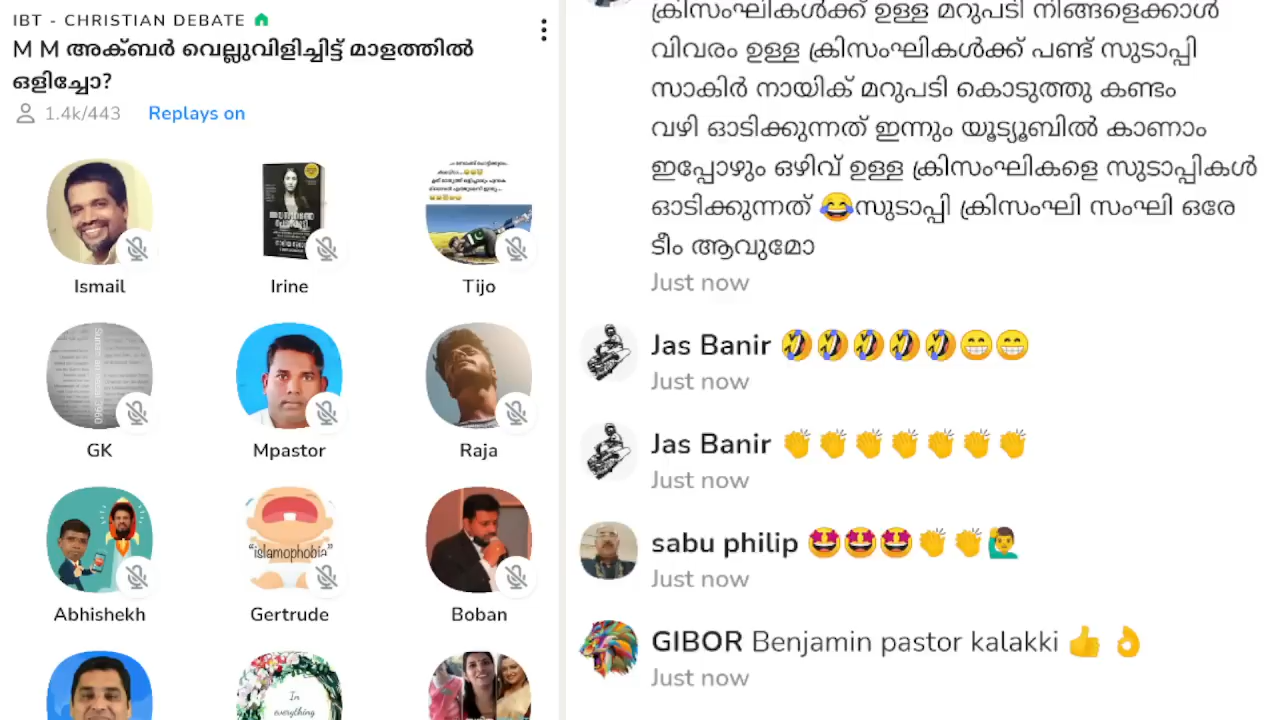 IBT - CHRISTIAN DEBATE
M M അക്ബർ വെല്ലുവിളിച്ചിട്ട് മാളത്തിൽ
ഒളിച്ചോ?
1.4k/443 Replays on
Ismail
Irine
Tijo
GK
Mpastor
Raja
"islamophobia"
Abhishekh
Gertrude
Boban
In
everything
ക്രിസംഘികൾക്ക് ഉള്ള മറുപടി നിങ്ങളെക്കാൾ
വിവരം ഉള്ള ക്രിസംഘികൾക്ക് പണ്ട് സുടാപ്പി
സാകിർ നായിക് മറുപടി കൊടുത്തു കണ്ടം
വഴി ഓടിക്കുന്നത് ഇന്നും യൂട്യൂബിൽ കാണാം
ഇപ്പോഴും ഒഴിവ് ഉള്ള ക്രിസംഘികളെ സുടാപ്പികൾ
ഓടിക്കുന്നത് 😂സുടാപ്പി ക്രിസംഘി സംഘി ഒരേ
ടീം ആവുമോ
Just now
Jas Banir 🤣🤣🤣🤣🤣😁😁
Just now
Jas Banir 👏👏👏👏👏👏👏
Just now
sabu philip 🤩🤩🤩👏👏🙋‍♂️
Just now
GIBOR Benjamin pastor kalakki 👍👌
Just now